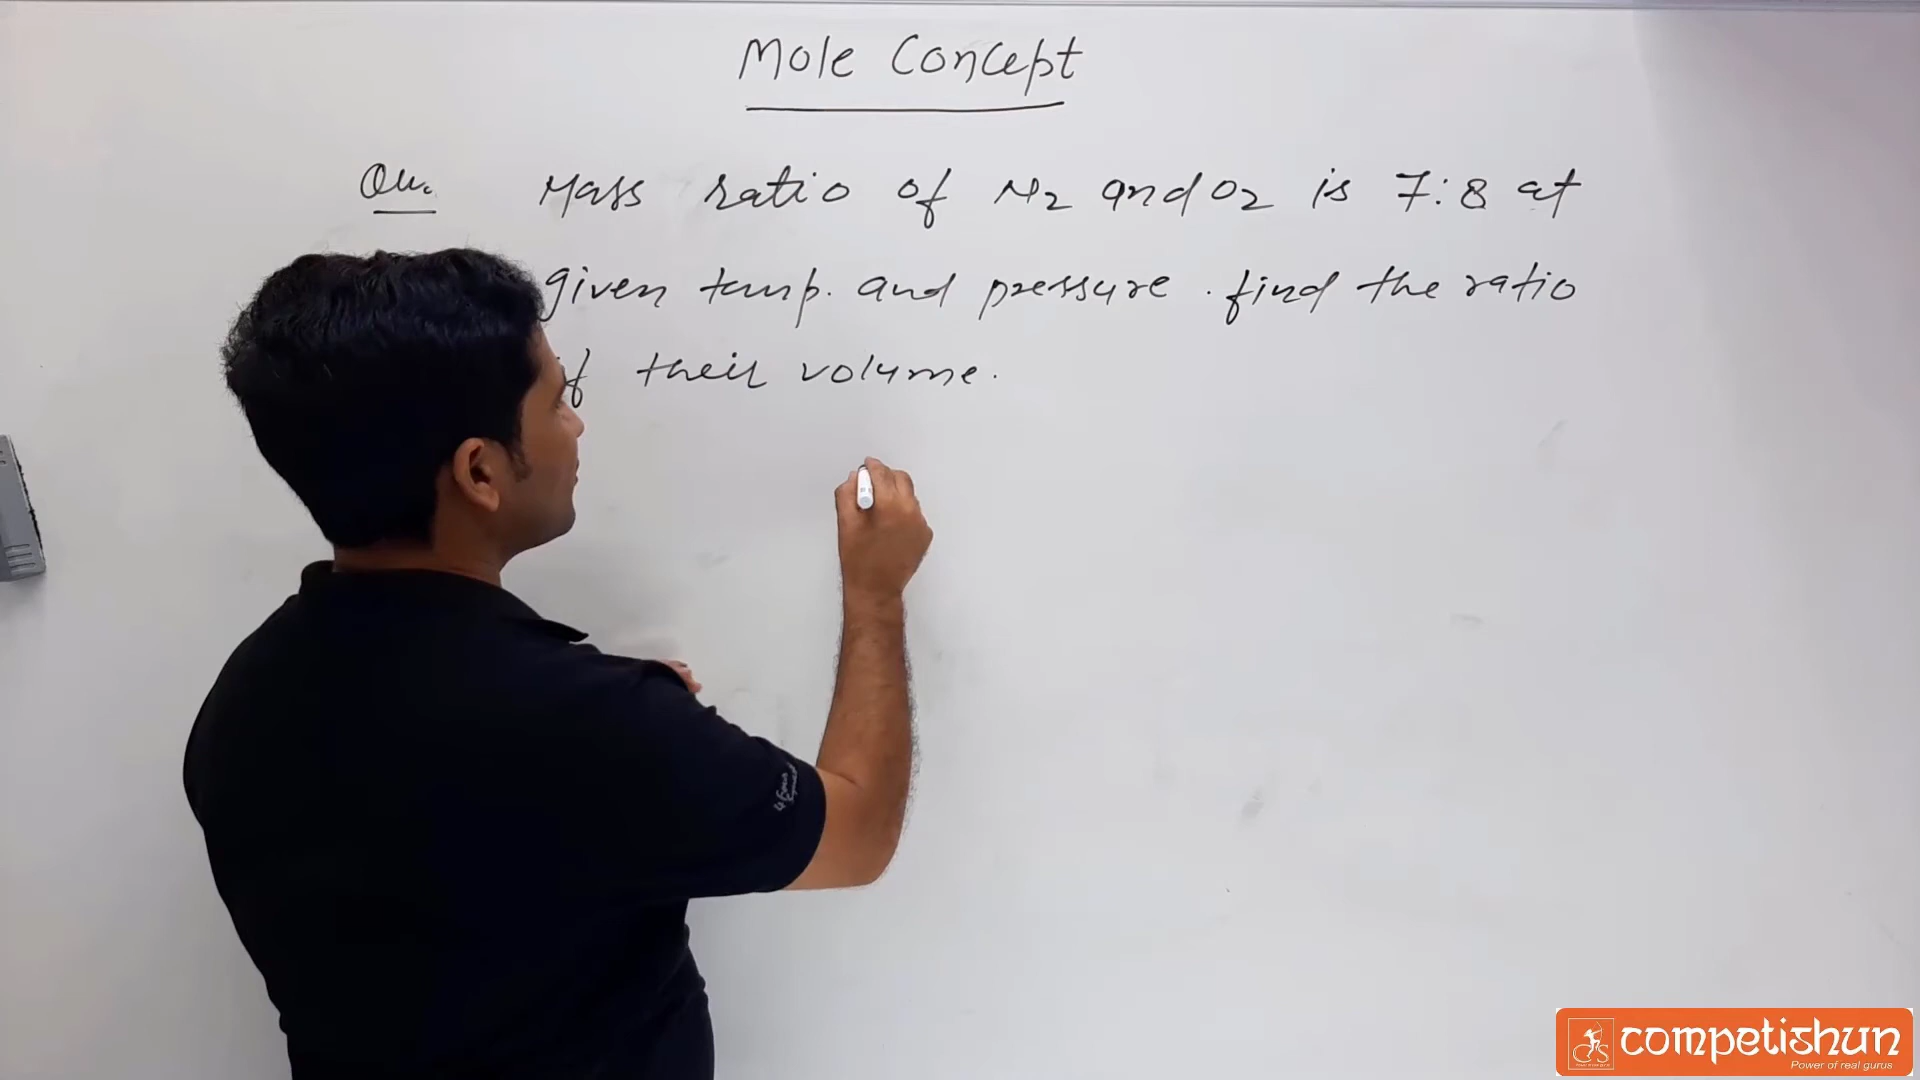 Mole Concept
Qu. Mass ratio of N2 and O2 is 7:8 at
given temp. and pressure. find the ratio
of their volume.
competishun
Power of real gurus